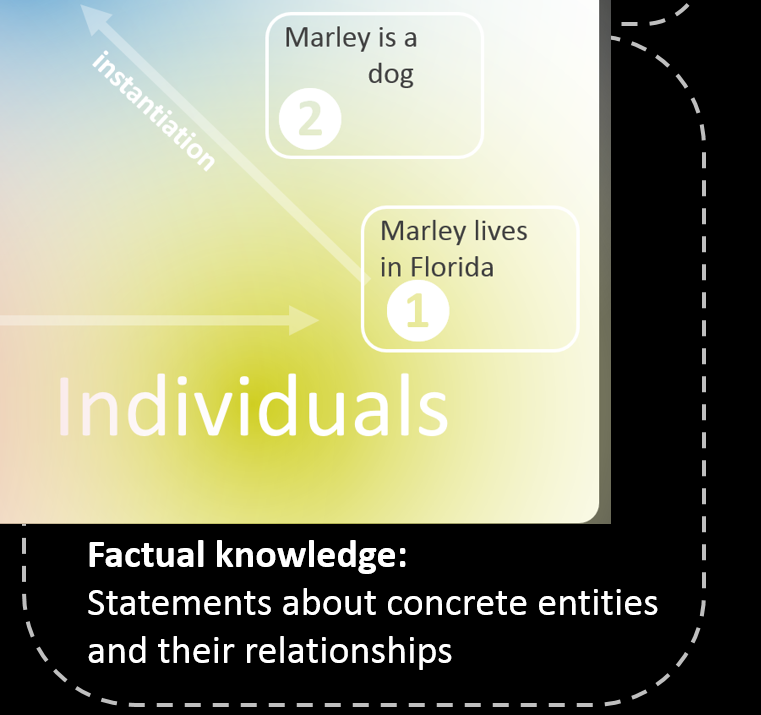 Marley is a
dog
2
instantiation
Marley lives
in Florida
1
Individuals
Factual knowledge:
Statements about concrete entities
and their relationships